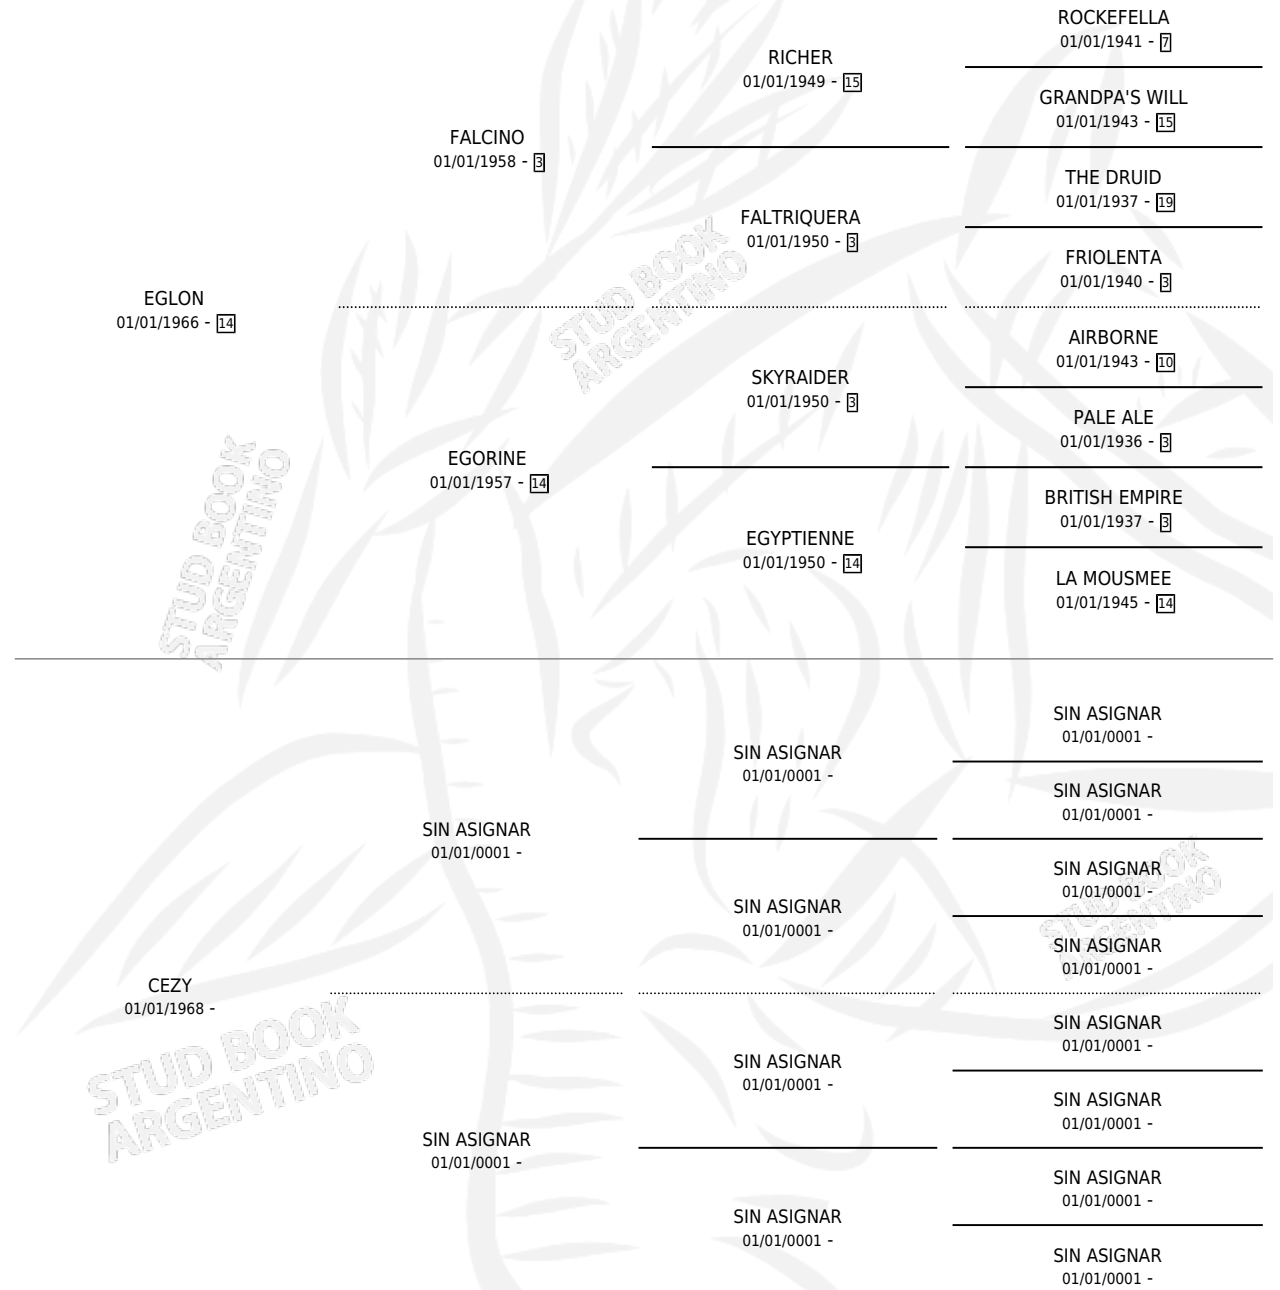 ROCKEFELLA
01/01/1941 - 7
RICHER
01/01/1949 - 15
GRANDPA'S WILL
01/01/1943 - 15
FALCINO
01/01/1958 - 3
THE DRUID
01/01/1937 - 19
FALTRIQUERA
01/01/1950 - 3
FRIOLENTA
01/01/1940 - 3
EGLON
01/01/1966 - 14
AIRBORNE
01/01/1943 - 10
SKYRAIDER
01/01/1950 - 3
PALE ALE
01/01/1936 - 3
EGORINE
01/01/1957 - 14
BRITISH EMPIRE
01/01/1937 - 3
EGYPTIENNE
01/01/1950 - 14
LA MOUSMEE
01/01/1945 - 14
STUD BOOK
ARGENTINO
STUD BOOK
ARGENTINO
SIN ASIGNAR
01/01/0001 -
SIN ASIGNAR
01/01/0001 -
SIN ASIGNAR
01/01/0001 -
SIN ASIGNAR
01/01/0001 -
SIN ASIGNAR
01/01/0001 -
SIN ASIGNAR
01/01/0001 -
SIN ASIGNAR
01/01/0001 -
STUD BOOK
ARGENTINO
CEZY
01/01/1968 -
STUD BOOK
ARGENTINO
SIN ASIGNAR
01/01/0001 -
SIN ASIGNAR
01/01/0001 -
SIN ASIGNAR
01/01/0001 -
SIN ASIGNAR
01/01/0001 -
SIN ASIGNAR
01/01/0001 -
SIN ASIGNAR
01/01/0001 -
SIN ASIGNAR
01/01/0001 -